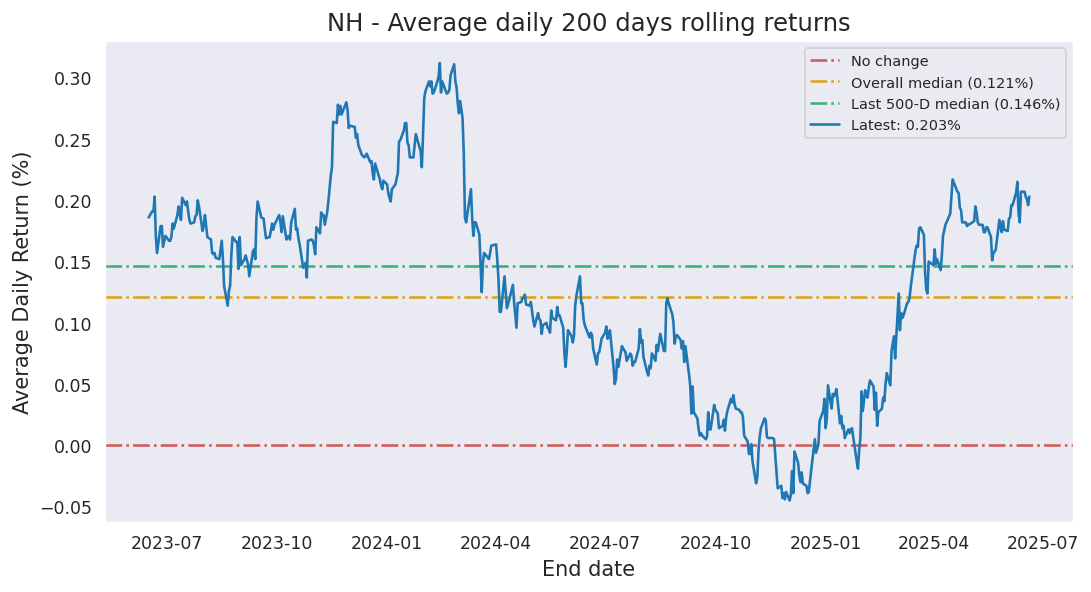 NH - Average daily 200 days rolling returns
No change
Overall median (0.121%)
Last 500-D median (0.146%)
Latest: 0.203%
Average Daily Return (%)
0.30
0.25
0.20
0.15
0.10
0.05
0.00
−0.05
2023-07 2023-10 2024-01 2024-04 2024-07 2024-10 2025-01 2025-04 2025-07
End date